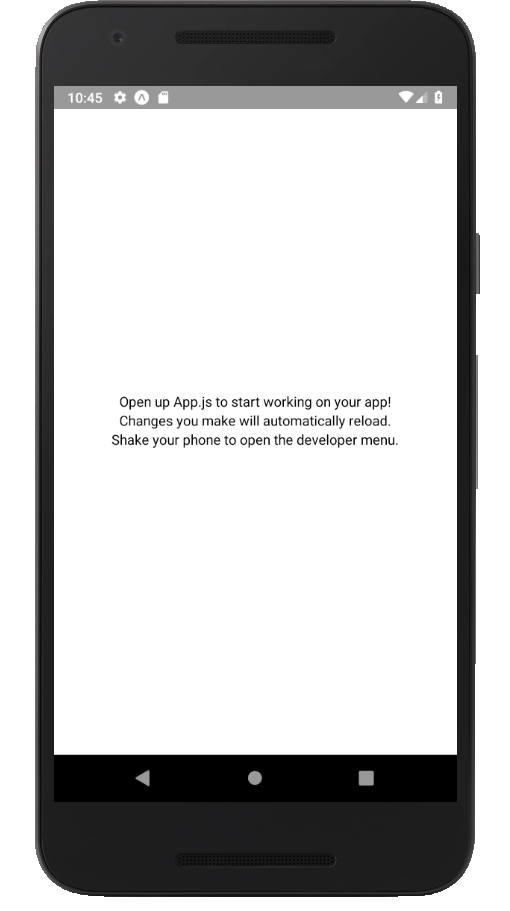 10:45
Open up App.js to start working on your app!
Changes you make will automatically reload.
Shake your phone to open the developer menu.